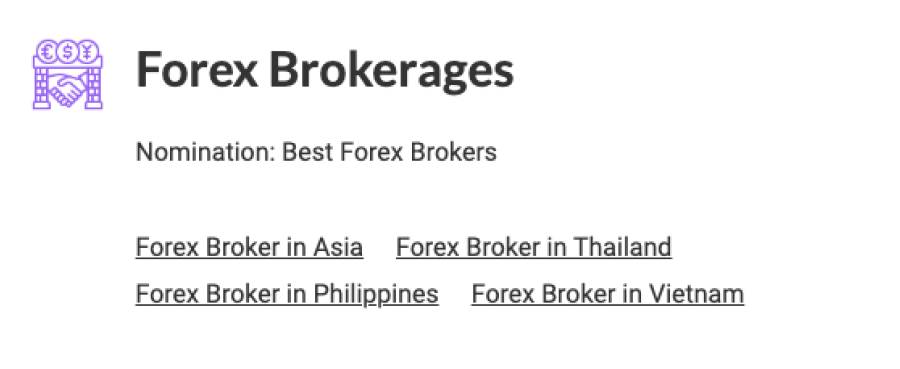 € $ ¥
Forex Brokerages
Nomination: Best Forex Brokers
Forex Broker in Asia Forex Broker in Thailand
Forex Broker in Philippines Forex Broker in Vietnam